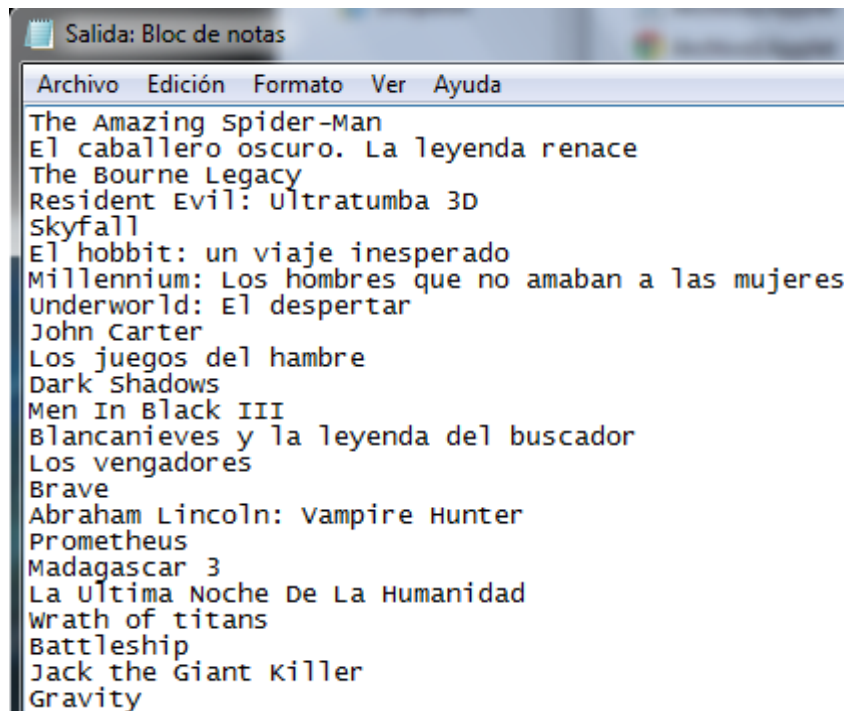 Salida: Bloc de notas
Archivo Edición Formato Ver Ayuda
The Amazing Spider-Man
El caballero oscuro. La leyenda renace
The Bourne Legacy
Resident Evil: Ultratumba 3D
Skyfall
El hobbit: un viaje inesperado
Millennium: Los hombres que no amaban a las mujeres
Underworld: El despertar
John Carter
Los juegos del hambre
Dark Shadows
Men In Black III
Blancanieves y la leyenda del buscador
Los vengadores
Brave
Abraham Lincoln: Vampire Hunter
Prometheus
Madagascar 3
La Ultima Noche De La Humanidad
Wrath of titans
Battleship
Jack the Giant Killer
Gravity